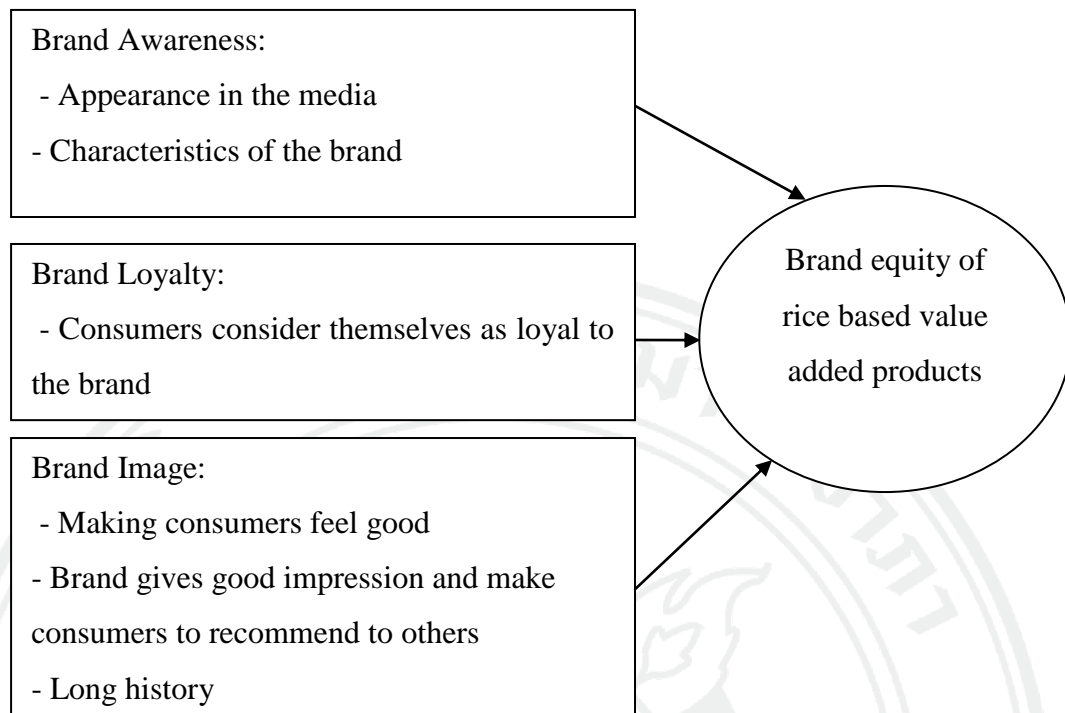 Brand Awareness:
- Appearance in the media
- Characteristics of the brand
Brand Loyalty:
- Consumers consider themselves as loyal to
the brand
Brand Image:
- Making consumers feel good
- Brand gives good impression and make
consumers to recommend to others
- Long history
Brand equity of
rice based value
added products